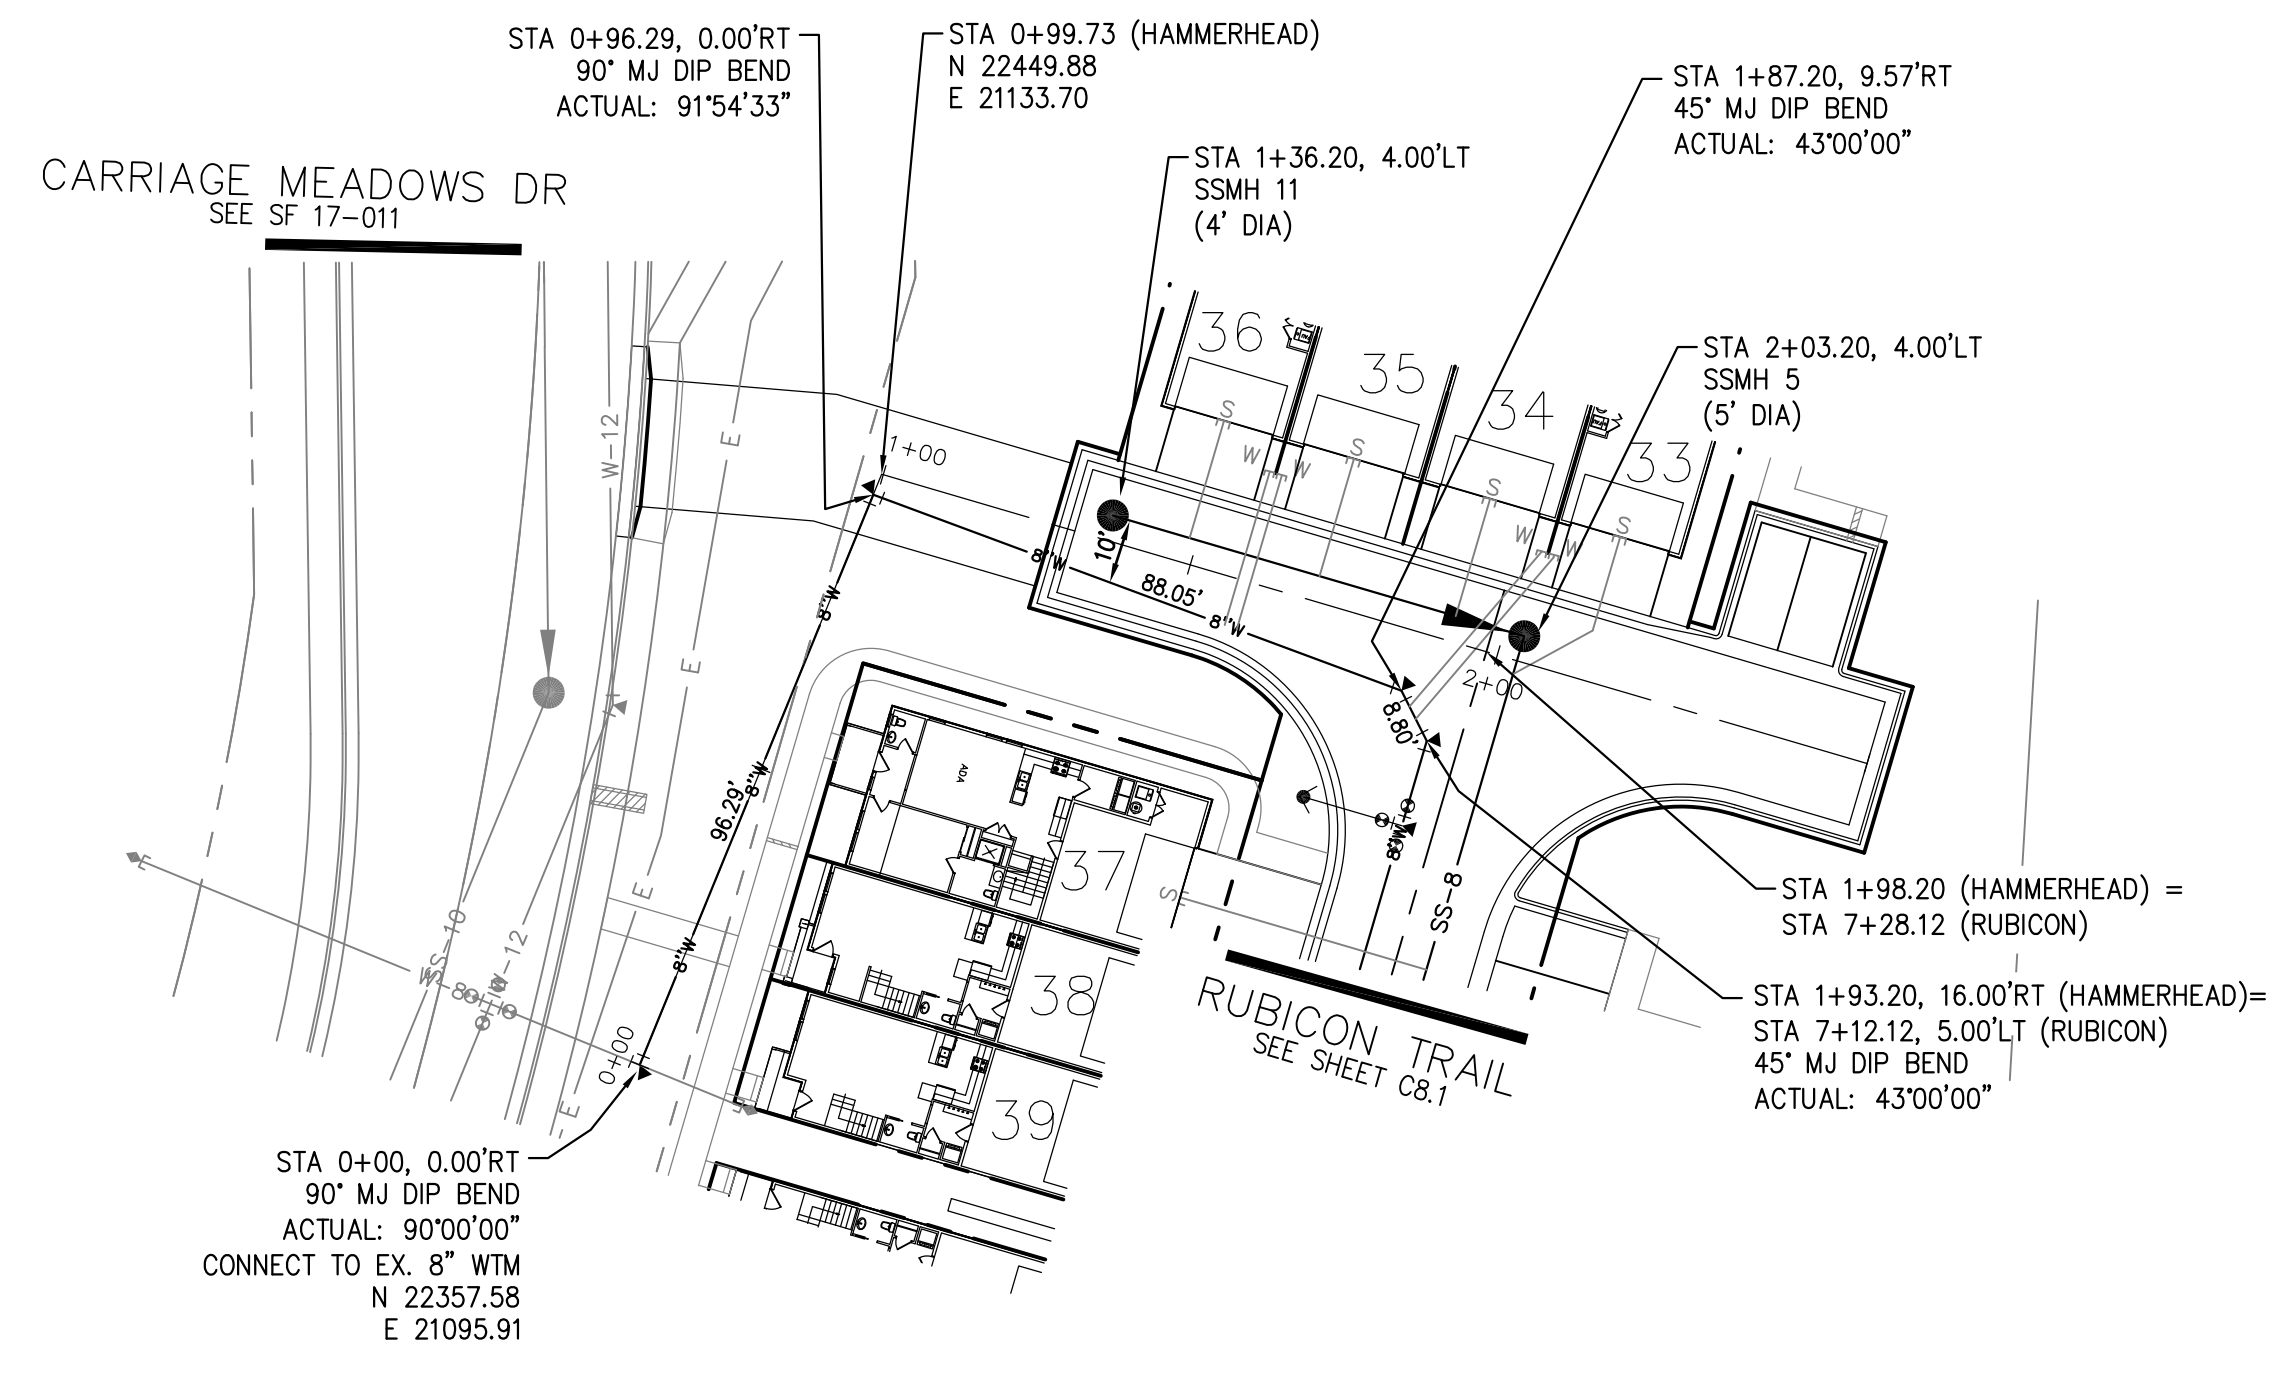 STA 0+96.29, 0.00'RT
90° MJ DIP BEND
ACTUAL: 91°54'33"
STA 0+99.73 (HAMMERHEAD)
N 22449.88
E 21133.70
STA 1+87.20, 9.57'RT
45° MJ DIP BEND
ACTUAL: 43°00'00"
STA 1+36.20, 4.00'LT
SSMH 11
(4' DIA)
CARRIAGE MEADOWS DR
SEE SF 17-011
STA 2+03.20, 4.00'LT
SSMH 5
(5' DIA)
36
35
34
33
S
S
S
S
W
W
W
W
W-12
E
1+00
10'
8"W
88.05'
8"W
8"W
E
2+00
8.80'
8"W
96.29'
ADA
8"W
37
E
E
S
SS-8
STA 1+98.20 (HAMMERHEAD) =
STA 7+28.12 (RUBICON)
SS-10
W-12
W-8
8"W
38
RUBICON TRAIL
SEE SHEET C8.1
STA 1+93.20, 16.00'RT (HAMMERHEAD)=
STA 7+12.12, 5.00'LT (RUBICON)
45° MJ DIP BEND
ACTUAL: 43°00'00"
0+00
E
39
STA 0+00, 0.00'RT
90° MJ DIP BEND
ACTUAL: 90°00'00"
CONNECT TO EX. 8" WTM
N 22357.58
E 21095.91